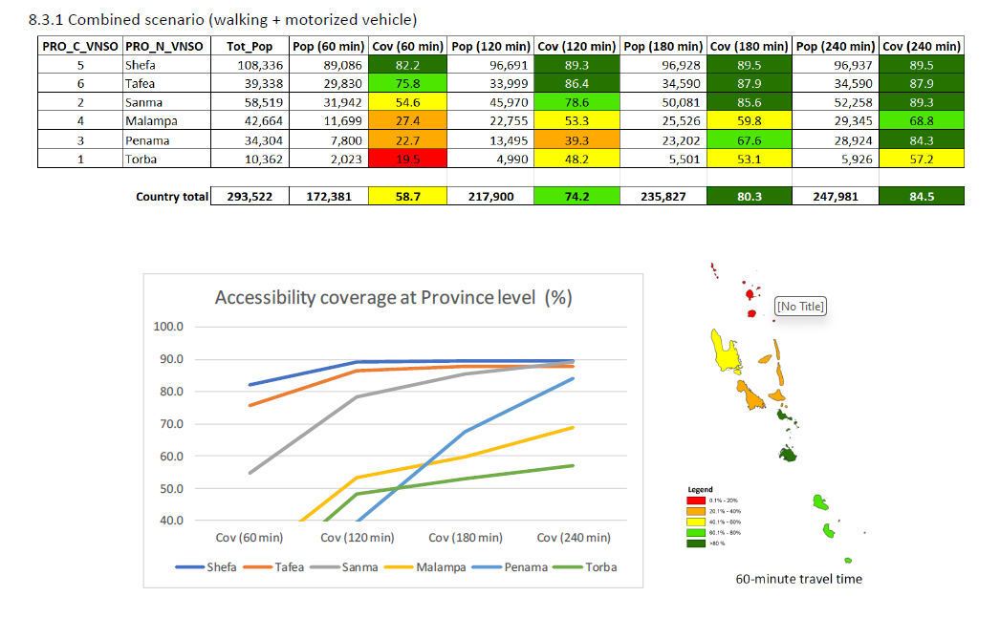 8.3.1 Combined scenario (walking + motorized vehicle)
PRO_C_VNSO PRO_N_VNSO Tot_Pop Pop (60 min) Cov (60 min) Pop (120 min) Cov (120 min) Pop (180 min) Cov (180 min) Pop (240 min) Cov (240 min)
5 Shefa 108,336 89,086 82.2 96,691 89.3 96,928 89.5 96,937 89.5
6 Tafea 39,338 29,830 75.8 33,999 86.4 34,590 87.9 34,590 87.9
2 Sanma 58,519 31,942 54.6 45,970 78.6 50,081 85.6 52,258 89.3
4 Malampa 42,664 11,699 27.4 22,755 53.3 25,526 59.8 29,345 68.8
3 Penama 34,304 7,800 22.7 13,495 39.3 23,202 67.6 28,924 84.3
1 Torba 10,362 2,023 19.5 4,990 48.2 5,501 53.1 5,926 57.2
Country total 293,522 172,381 58.7 217,900 74.2 235,827 80.3 247,981 84.5
Accessibility coverage at Province level (%)
100.0
90.0
80.0
70.0
60.0
50.0
40.0
Cov (60 min) Cov (120 min) Cov (180 min) Cov (240 min)
Shefa Tafea Sanma Malampa Penama Torba
[No Title]
Legend
0.1% - 20%
20.1% - 40%
40.1% - 60%
60.1% - 80%
>80 %
60-minute travel time